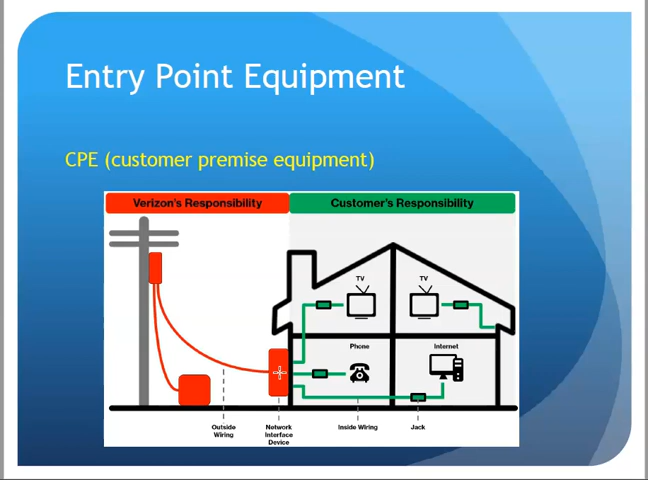 Entry Point Equipment
CPE (customer premise equipment)
Verizon's Responsibility
Customer's Responsibility
TV
TV
Phone
Internet
Outside
Wiring
Network
Interface
Device
Inside Wiring
Jack